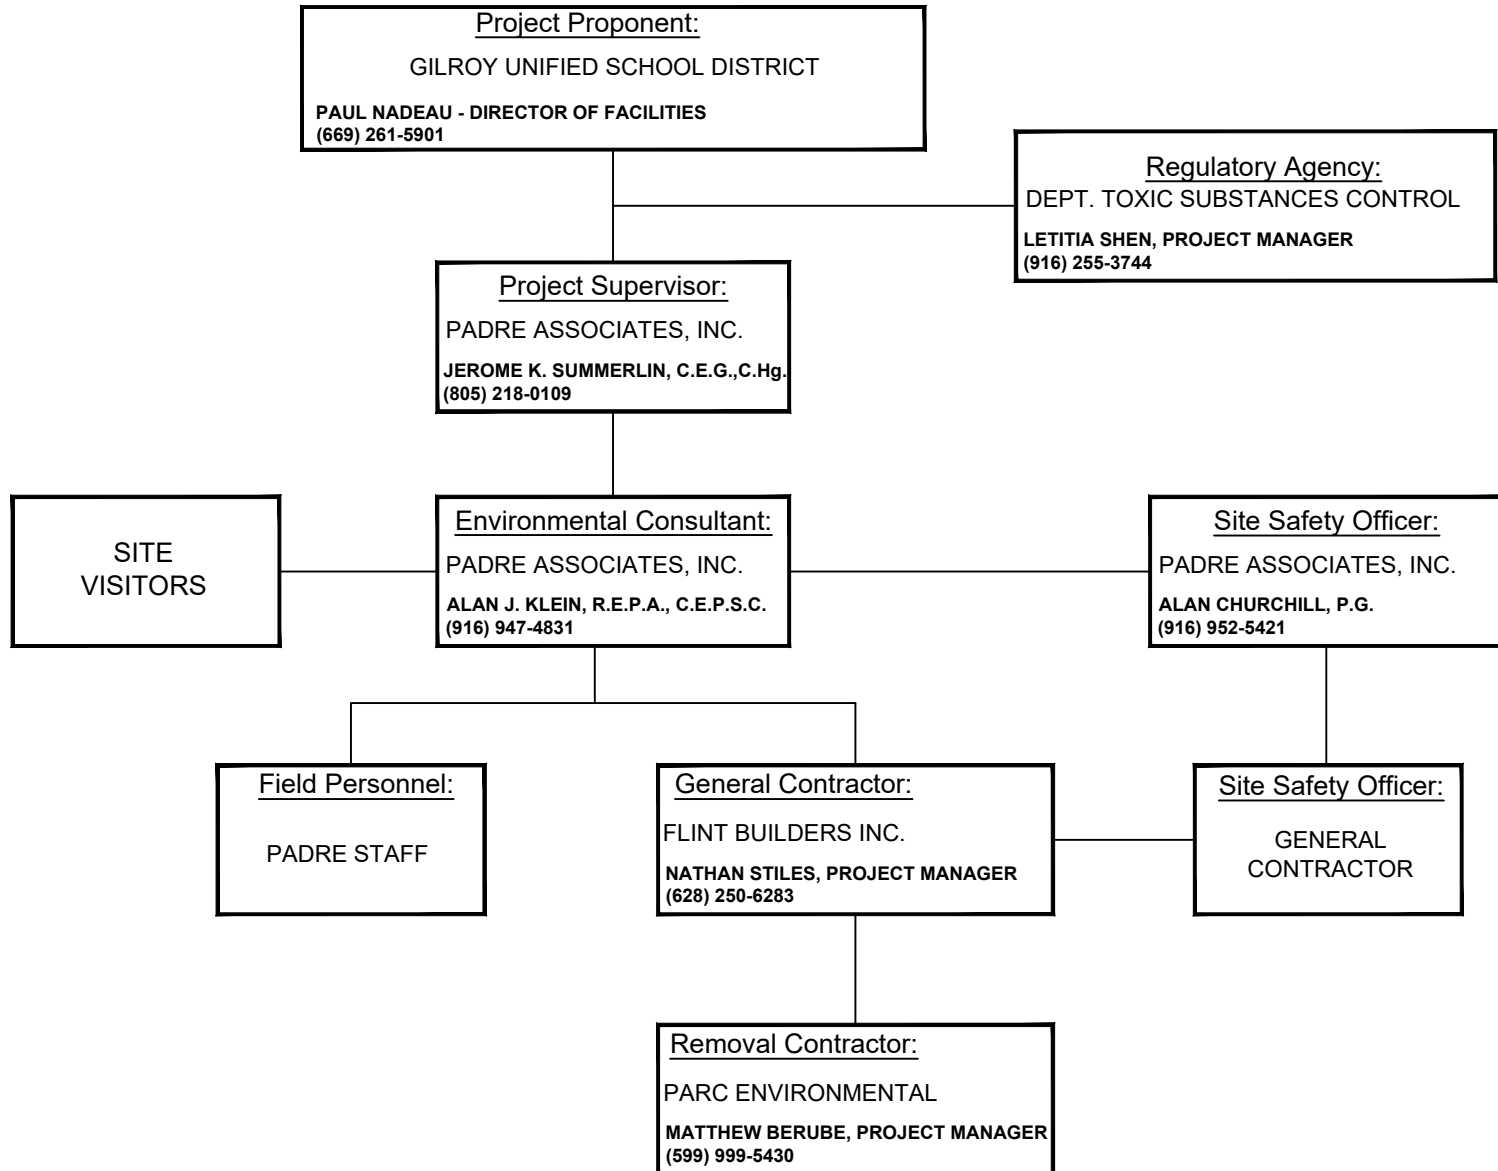 Project Proponent:
GILROY UNIFIED SCHOOL DISTRICT
PAUL NADEAU - DIRECTOR OF FACILITIES
(669) 261-5901
Regulatory Agency:
DEPT. TOXIC SUBSTANCES CONTROL
LETITIA SHEN, PROJECT MANAGER
(916) 255-3744
Project Supervisor:
PADRE ASSOCIATES, INC.
JEROME K. SUMMERLIN, C.E.G.,C.Hg.
(805) 218-0109
SITE
VISITORS
Environmental Consultant:
PADRE ASSOCIATES, INC.
ALAN J. KLEIN, R.E.P.A., C.E.P.S.C.
(916) 947-4831
Site Safety Officer:
PADRE ASSOCIATES, INC.
ALAN CHURCHILL, P.G.
(916) 952-5421
Field Personnel:
PADRE STAFF
General Contractor:
FLINT BUILDERS INC.
NATHAN STILES, PROJECT MANAGER
(628) 250-6283
Site Safety Officer:
GENERAL
CONTRACTOR
Removal Contractor:
PARC ENVIRONMENTAL
MATTHEW BERUBE, PROJECT MANAGER
(599) 999-5430